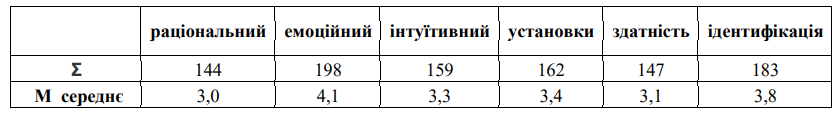 раціональний емоційний інтуїтивний установки здатність ідентифікація
Σ 144 198 159 162 147 183
М середнє 3,0 4,1 3,3 3,4 3,1 3,8